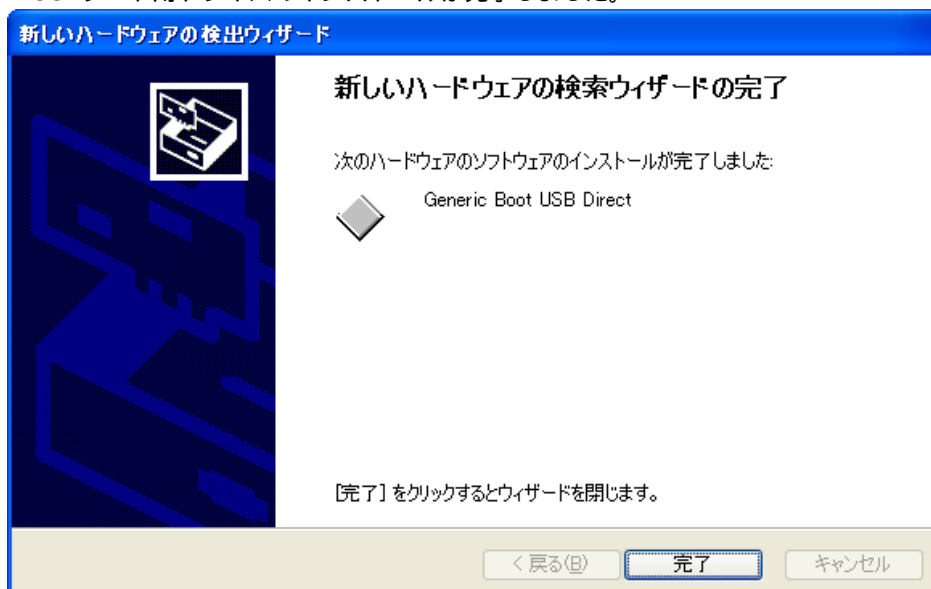 新しいハードウェアの検出ウィザード
新しいハードウェアの検索ウィザードの完了
次のハードウェアのソフトウェアのインストールが完了しました:
Generic Boot USB Direct
[完了] をクリックするとウィザードを閉じます。
< 戻る(B)
完了
キャンセル